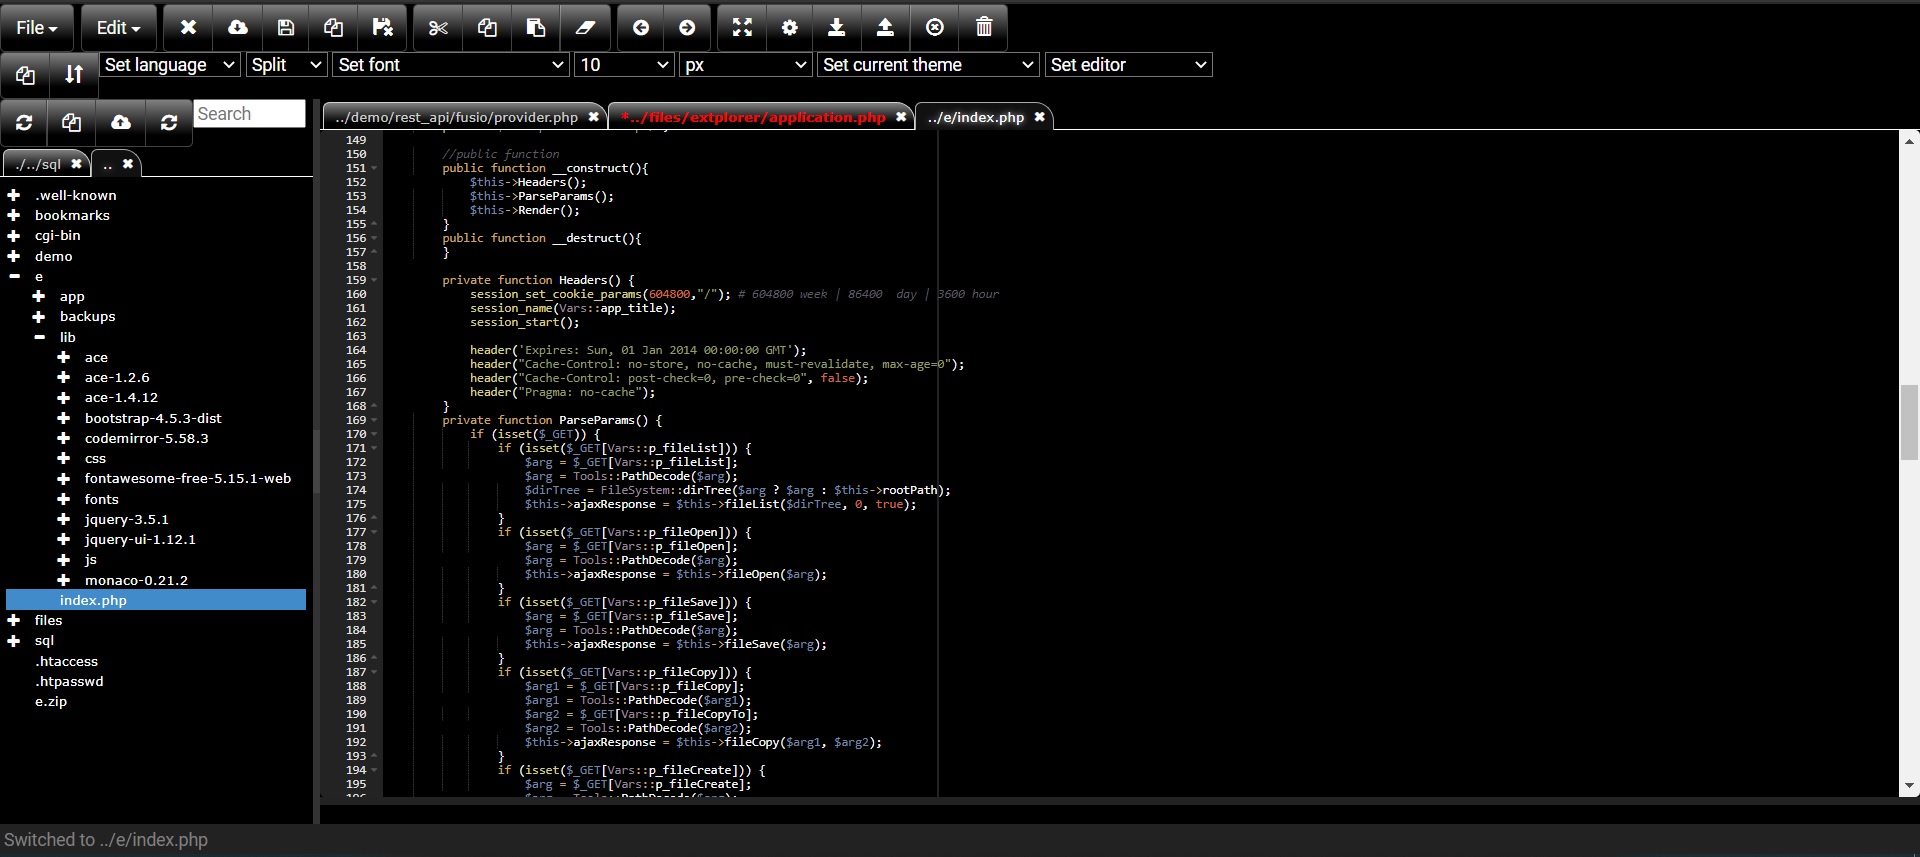 File Edit
Set language Split Set font 10 px Set current theme Set editor
Search
./../sql ..
.well-known
bookmarks
cgi-bin
demo
e
app
backups
lib
ace
ace-1.2.6
ace-1.4.12
bootstrap-4.5.3-dist
codemirror-5.58.3
css
fontawesome-free-5.15.1-web
fonts
jquery-3.5.1
jquery-ui-1.12.1
js
monaco-0.21.2
index.php
files
sql
.htaccess
.htpasswd
e.zip
../demo/rest_api/fusio/provider.php *../files/extplorer/application.php ../e/index.php
149
150 //public function
151 public function __construct(){
152 $this->Headers();
153 $this->ParseParams();
154 $this->Render();
155 }
156 public function __destruct(){
157 }
158
159 private function Headers() {
160 session_set_cookie_params(604800,"/"); # 604800 week | 86400  day | 3600 hour
161 session_name(Vars::app_title);
162 session_start();
163
164 header('Expires: Sun, 01 Jan 2014 00:00:00 GMT');
165 header("Cache-Control: no-store, no-cache, must-revalidate, max-age=0");
166 header("Cache-Control: post-check=0, pre-check=0", false);
167 header("Pragma: no-cache");
168 }
169 private function ParseParams() {
170 if (isset($_GET)) {
171 if (isset($_GET[Vars::p_fileList])) {
172 $arg = $_GET[Vars::p_fileList];
173 $arg = Tools::PathDecode($arg);
174 $dirTree = FileSystem::dirTree($arg ? $arg : $this->rootPath);
175 $this->ajaxResponse = $this->fileList($dirTree, 0, true);
176 }
177 if (isset($_GET[Vars::p_fileOpen])) {
178 $arg = $_GET[Vars::p_fileOpen];
179 $arg = Tools::PathDecode($arg);
180 $this->ajaxResponse = $this->fileOpen($arg);
181 }
182 if (isset($_GET[Vars::p_fileSave])) {
183 $arg = $_GET[Vars::p_fileSave];
184 $arg = Tools::PathDecode($arg);
185 $this->ajaxResponse = $this->fileSave($arg);
186 }
187 if (isset($_GET[Vars::p_fileCopy])) {
188 $arg1 = $_GET[Vars::p_fileCopy];
189 $arg1 = Tools::PathDecode($arg1);
190 $arg2 = $_GET[Vars::p_fileCopyTo];
191 $arg2 = Tools::PathDecode($arg2);
192 $this->ajaxResponse = $this->fileCopy($arg1, $arg2);
193 }
194 if (isset($_GET[Vars::p_fileCreate])) {
195 $arg = $_GET[Vars::p_fileCreate];
Switched to ../e/index.php